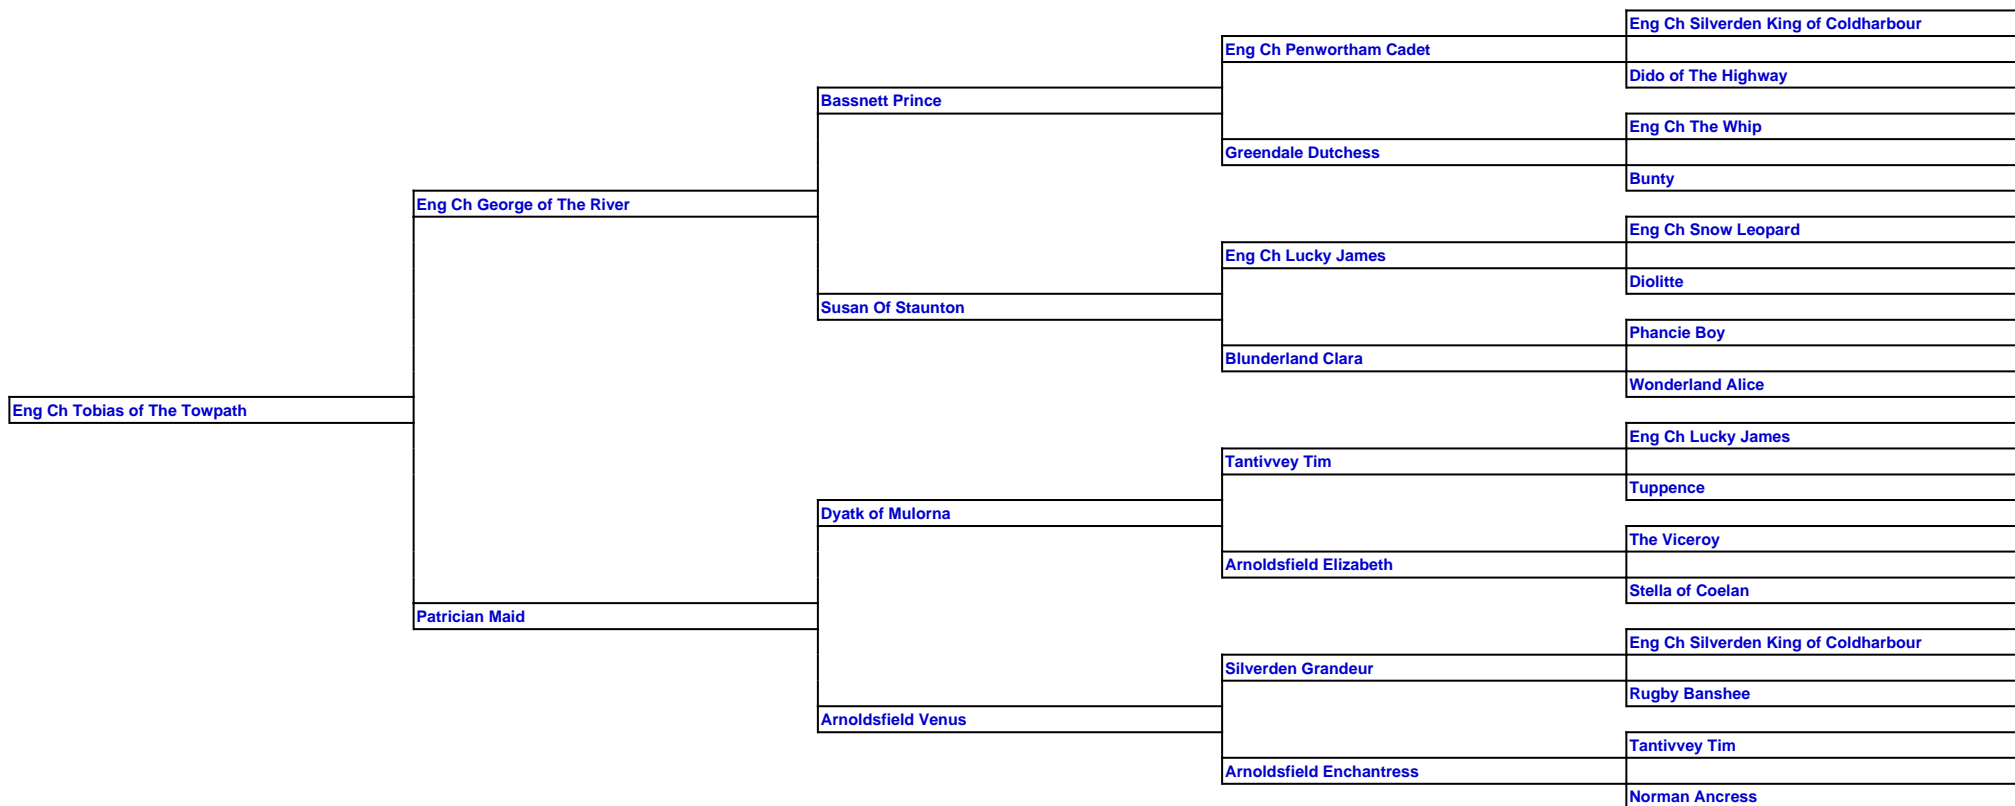 Eng Ch Silverden King of Coldharbour
Eng Ch Penwortham Cadet
Dido of The Highway
Bassnett Prince
Eng Ch The Whip
Greendale Dutchess
Bunty
Eng Ch George of The River
Eng Ch Snow Leopard
Eng Ch Lucky James
Diolitte
Susan Of Staunton
Phancie Boy
Blunderland Clara
Wonderland Alice
Eng Ch Tobias of The Towpath
Eng Ch Lucky James
Tantivvey Tim
Tuppence
Dyatk of Mulorna
The Viceroy
Arnoldsfield Elizabeth
Stella of Coelan
Patrician Maid
Eng Ch Silverden King of Coldharbour
Silverden Grandeur
Rugby Banshee
Arnoldsfield Venus
Tantivvey Tim
Arnoldsfield Enchantress
Norman Ancress